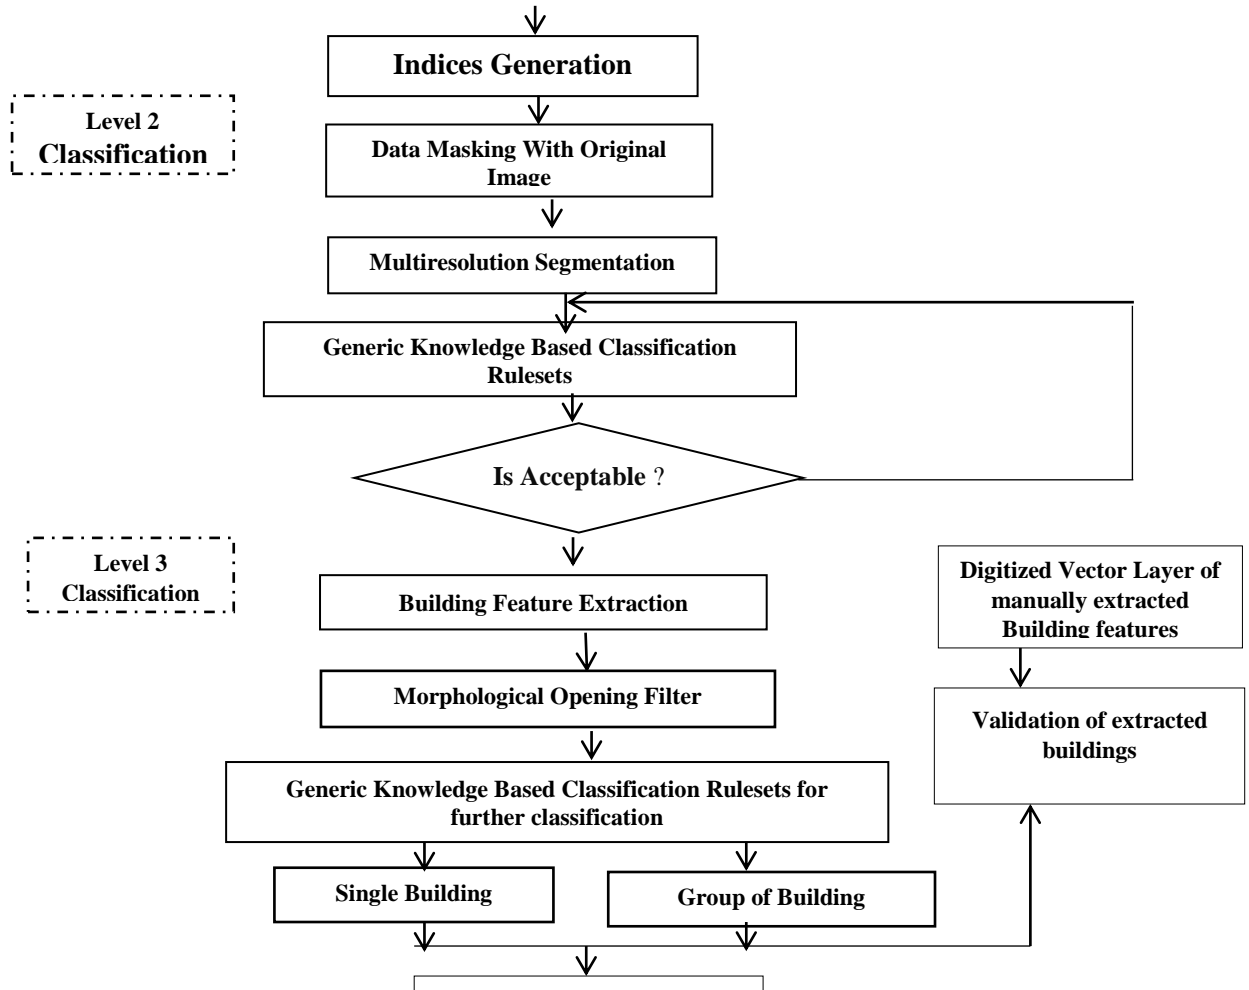 Indices Generation
Level 2
Classification
Data Masking With Original
Image
Multiresolution Segmentation
Generic Knowledge Based Classification
Rulesets
Is Acceptable ?
Level 3
Classification
Building Feature Extraction
Digitized Vector Layer of
manually extracted
Building features
Morphological Opening Filter
Validation of extracted
buildings
Generic Knowledge Based Classification Rulesets for
further classification
Single Building
Group of Building